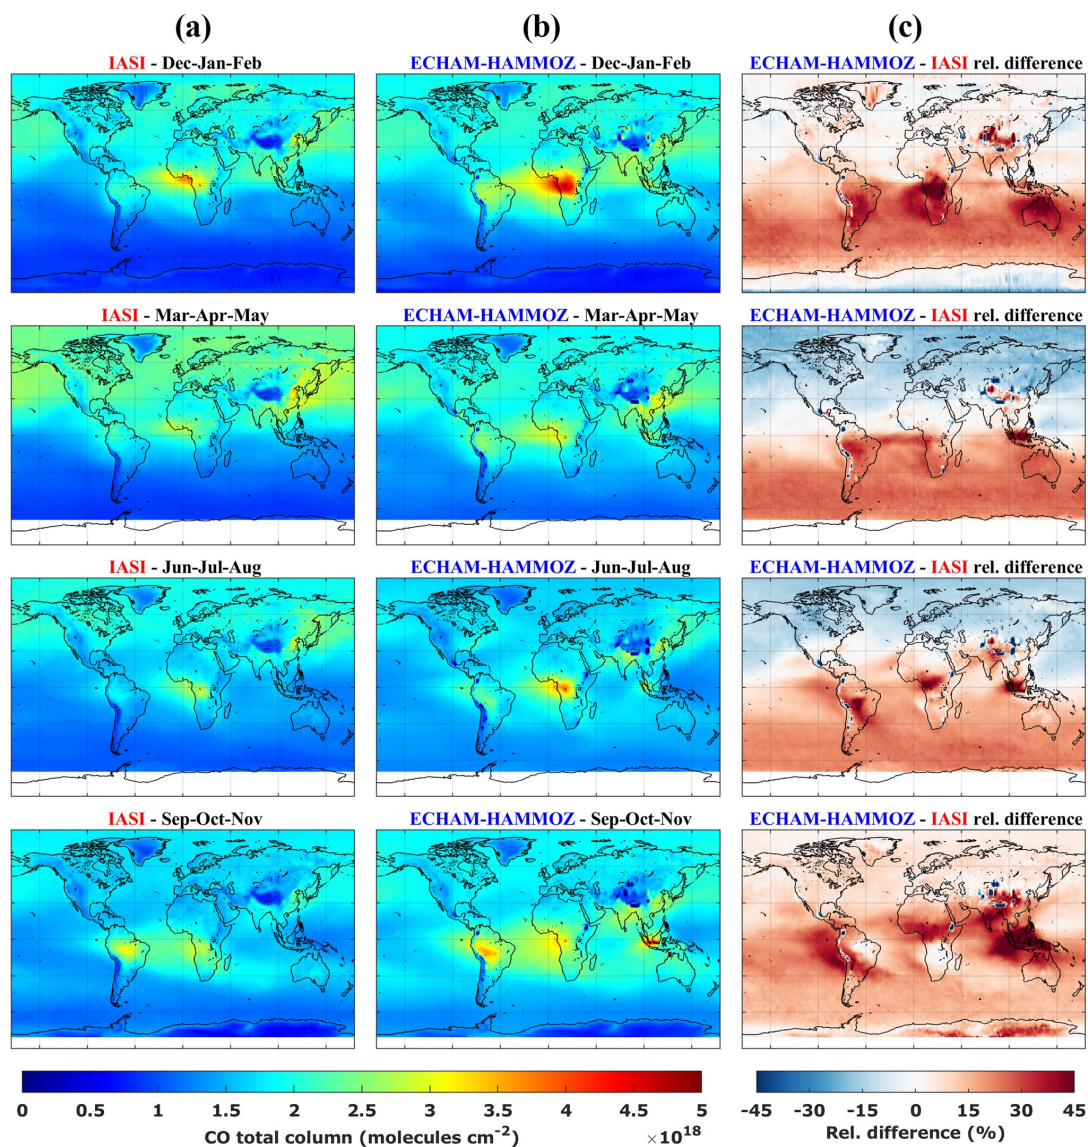 (a) (b) (c)
IASI - Dec-Jan-Feb ECHAM-HAMMOZ - Dec-Jan-Feb ECHAM-HAMMOZ - IASI rel. difference
IASI - Mar-Apr-May ECHAM-HAMMOZ - Mar-Apr-May ECHAM-HAMMOZ - IASI rel. difference
IASI - Jun-Jul-Aug ECHAM-HAMMOZ - Jun-Jul-Aug ECHAM-HAMMOZ - IASI rel. difference
IASI - Sep-Oct-Nov ECHAM-HAMMOZ - Sep-Oct-Nov ECHAM-HAMMOZ - IASI rel. difference
0 0.5 1 1.5 2 2.5 3 3.5 4 4.5 5 -45 -30 -15 0 15 30 45
CO total column (molecules cm⁻²) ×10¹⁸ Rel. difference (%)